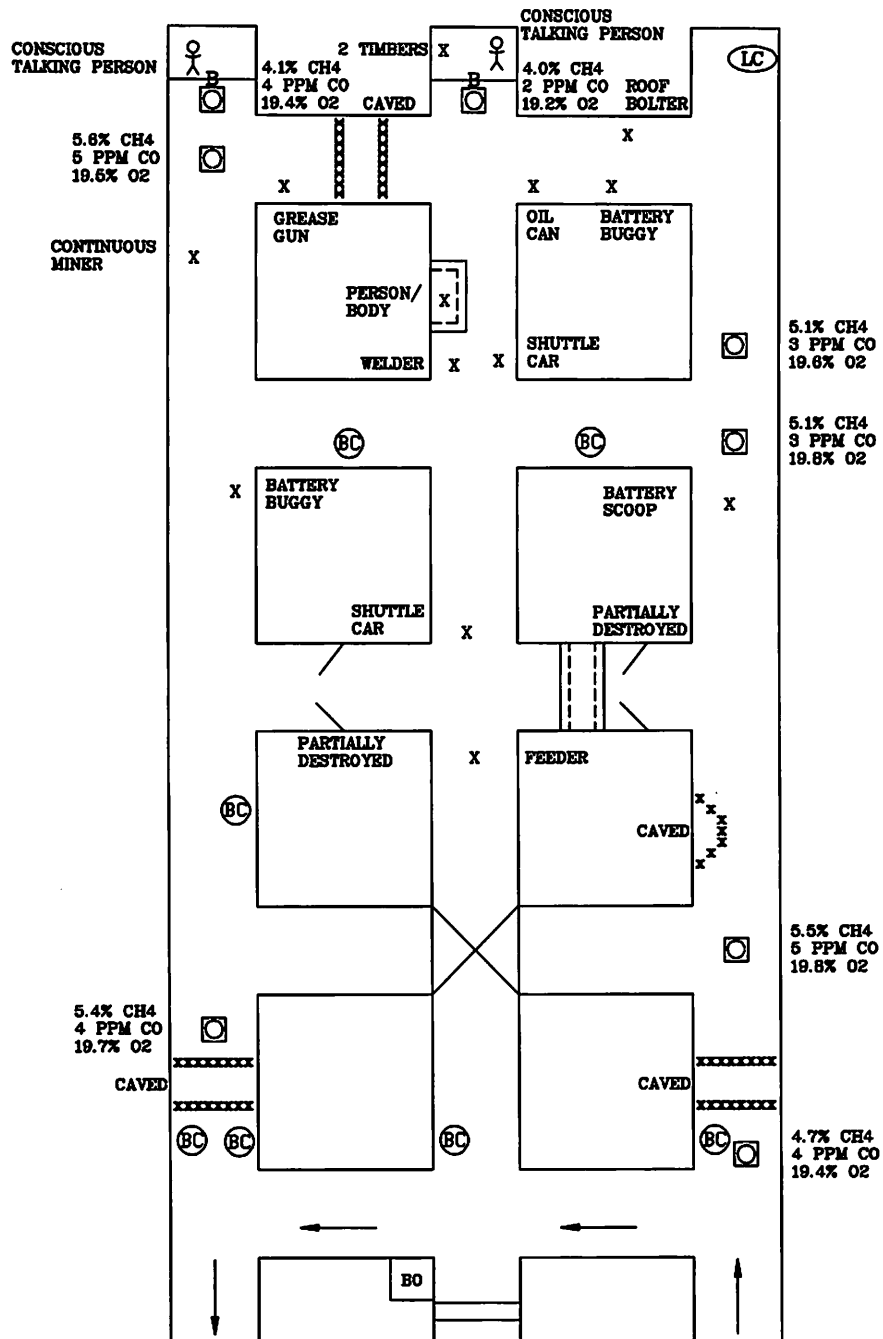 CONSCIOUS
TALKING PERSON
CONSCIOUS
TALKING PERSON
2 TIMBERS X
LC
B
4.1% CH4
4 PPM CO
19.4% O2 CAVED
B
4.0% CH4
2 PPM CO
19.2% O2
ROOF
BOLTER
X
5.6% CH4
5 PPM CO
19.5% O2
X
X
X
GREASE
GUN
OIL
CAN
BATTERY
BUGGY
CONTINUOUS
MINER
X
PERSON/
BODY
X
WELDER X
X SHUTTLE
CAR
5.1% CH4
3 PPM CO
19.6% O2
BC
BC
5.1% CH4
3 PPM CO
19.8% O2
X BATTERY
BUGGY
BATTERY
SCOOP
X
SHUTTLE
CAR
X
PARTIALLY
DESTROYED
PARTIALLY
DESTROYED
X FEEDER
BC
CAVED
5.5% CH4
5 PPM CO
19.8% O2
5.4% CH4
4 PPM CO
19.7% O2
CAVED
CAVED
BC
BC
BC
BC
4.7% CH4
4 PPM CO
19.4% O2
BO